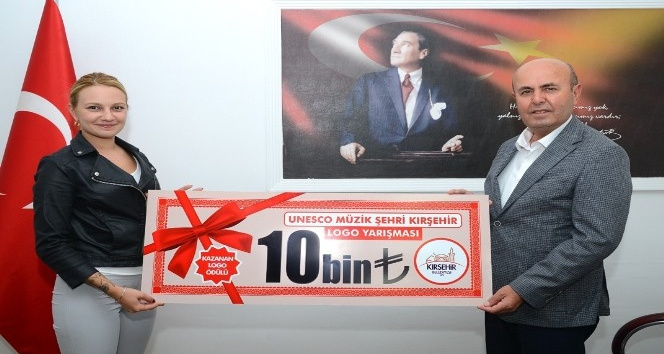 UNESCO MÜZİK ŞEHRİ KIRŞEHİR
LOGO YARIŞMASI
KAZANAN
LOGO
ÖDÜLÜ
10bin ₺
KIRŞEHİR